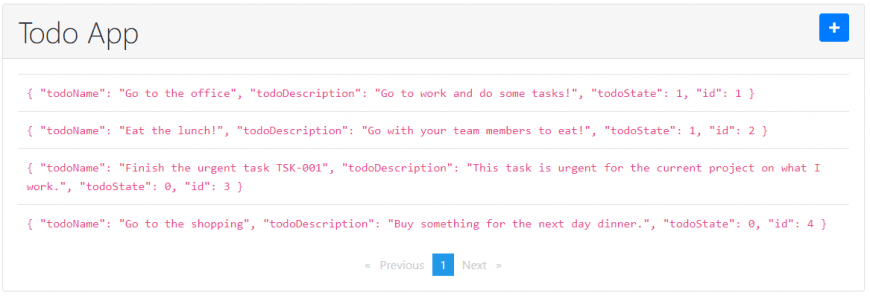 Todo App
+
{ "todoName": "Go to the office", "todoDescription": "Go to work and do some tasks!", "todoState": 1, "id": 1 }
{ "todoName": "Eat the lunch!", "todoDescription": "Go with your team members to eat!", "todoState": 1, "id": 2 }
{ "todoName": "Finish the urgent task TSK-001", "todoDescription": "This task is urgent for the current project on what I
work.", "todoState": 0, "id": 3 }
{ "todoName": "Go to the shopping", "todoDescription": "Buy something for the next day dinner.", "todoState": 0, "id": 4 }
« Previous 1 Next »